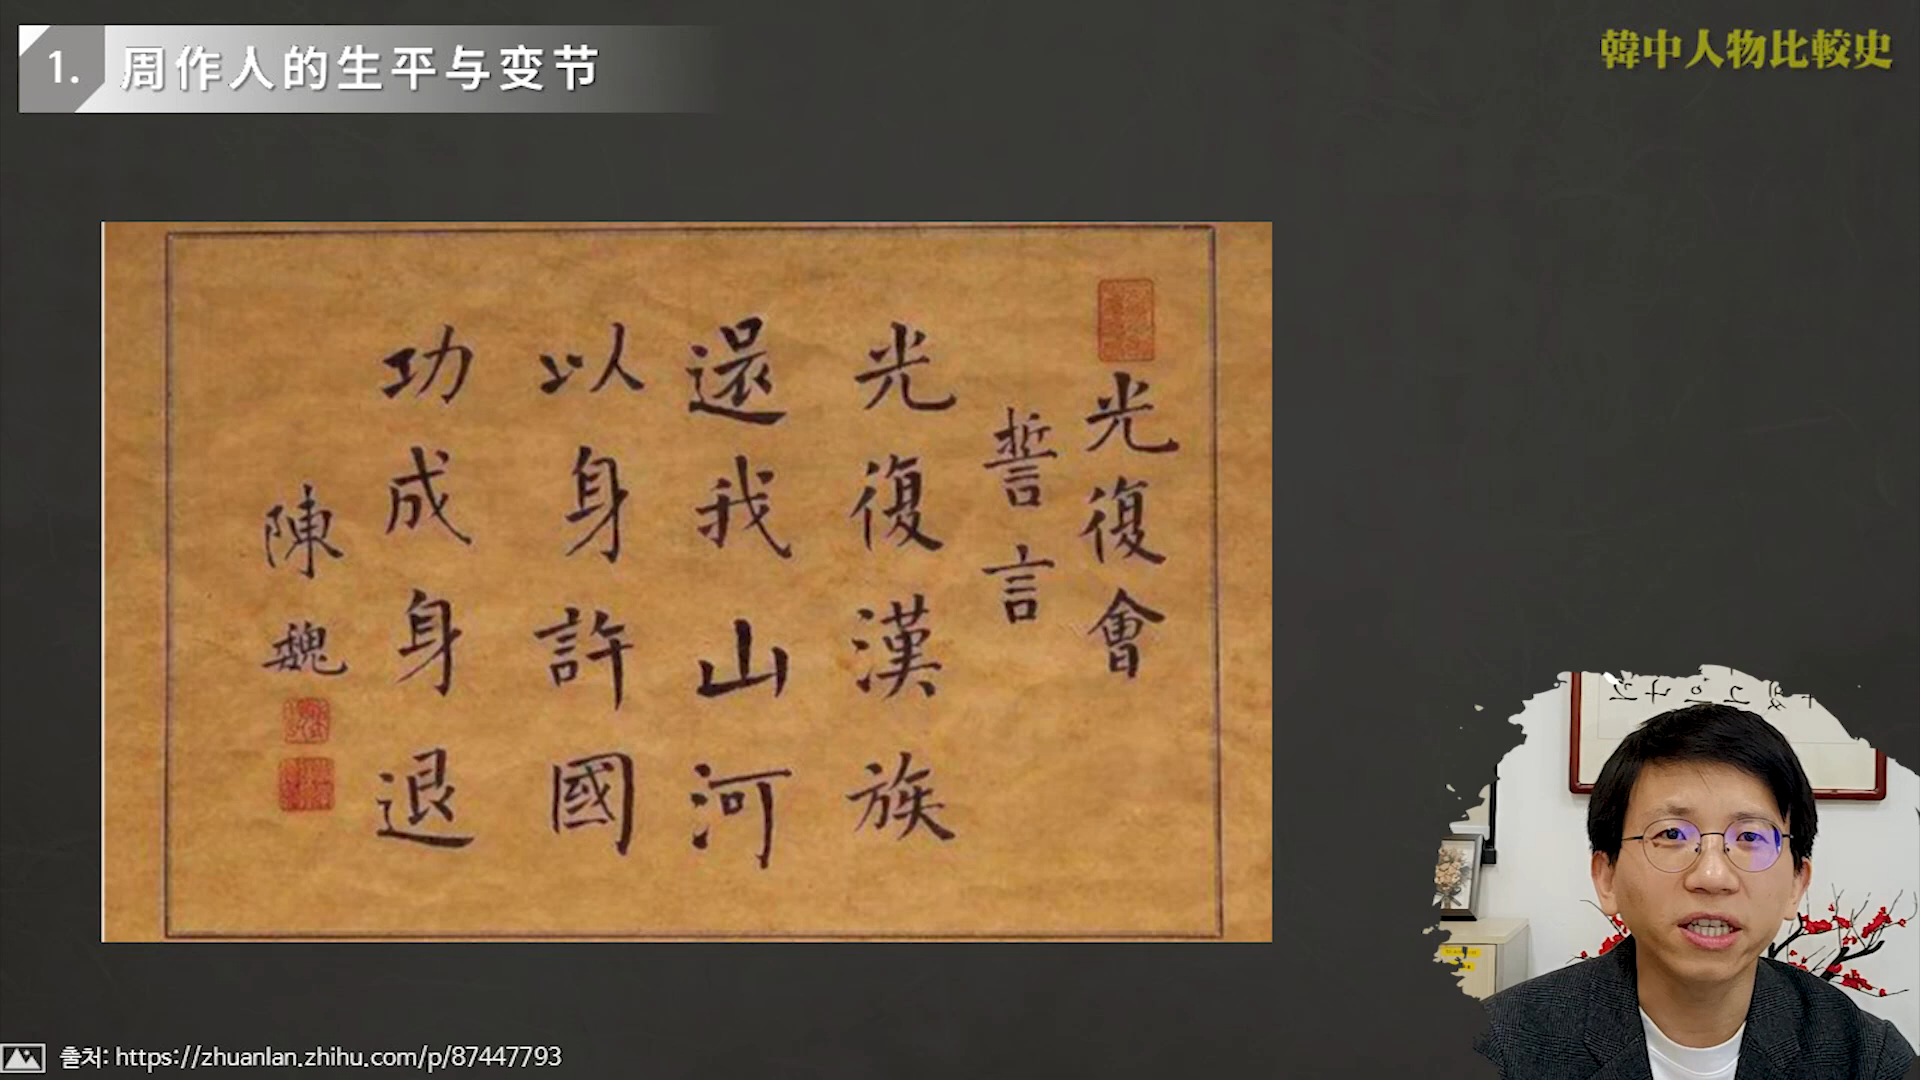 1. 周作人的生平与变节
韓中人物比較史
光復會
誓言
光復漢族
還我山河
以身許國
功成身退
陳魏
출처: https://zhuanlan.zhihu.com/p/87447793